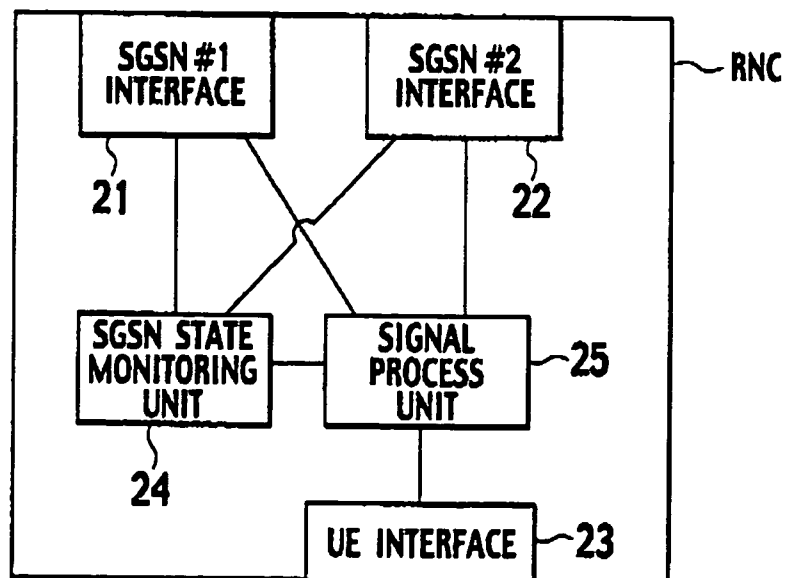 SGSN #1
INTERFACE
SGSN #2
INTERFACE
RNC
21
22
SGSN STATE
MONITORING
UNIT
SIGNAL
PROCESS
UNIT
25
24
UE INTERFACE
23